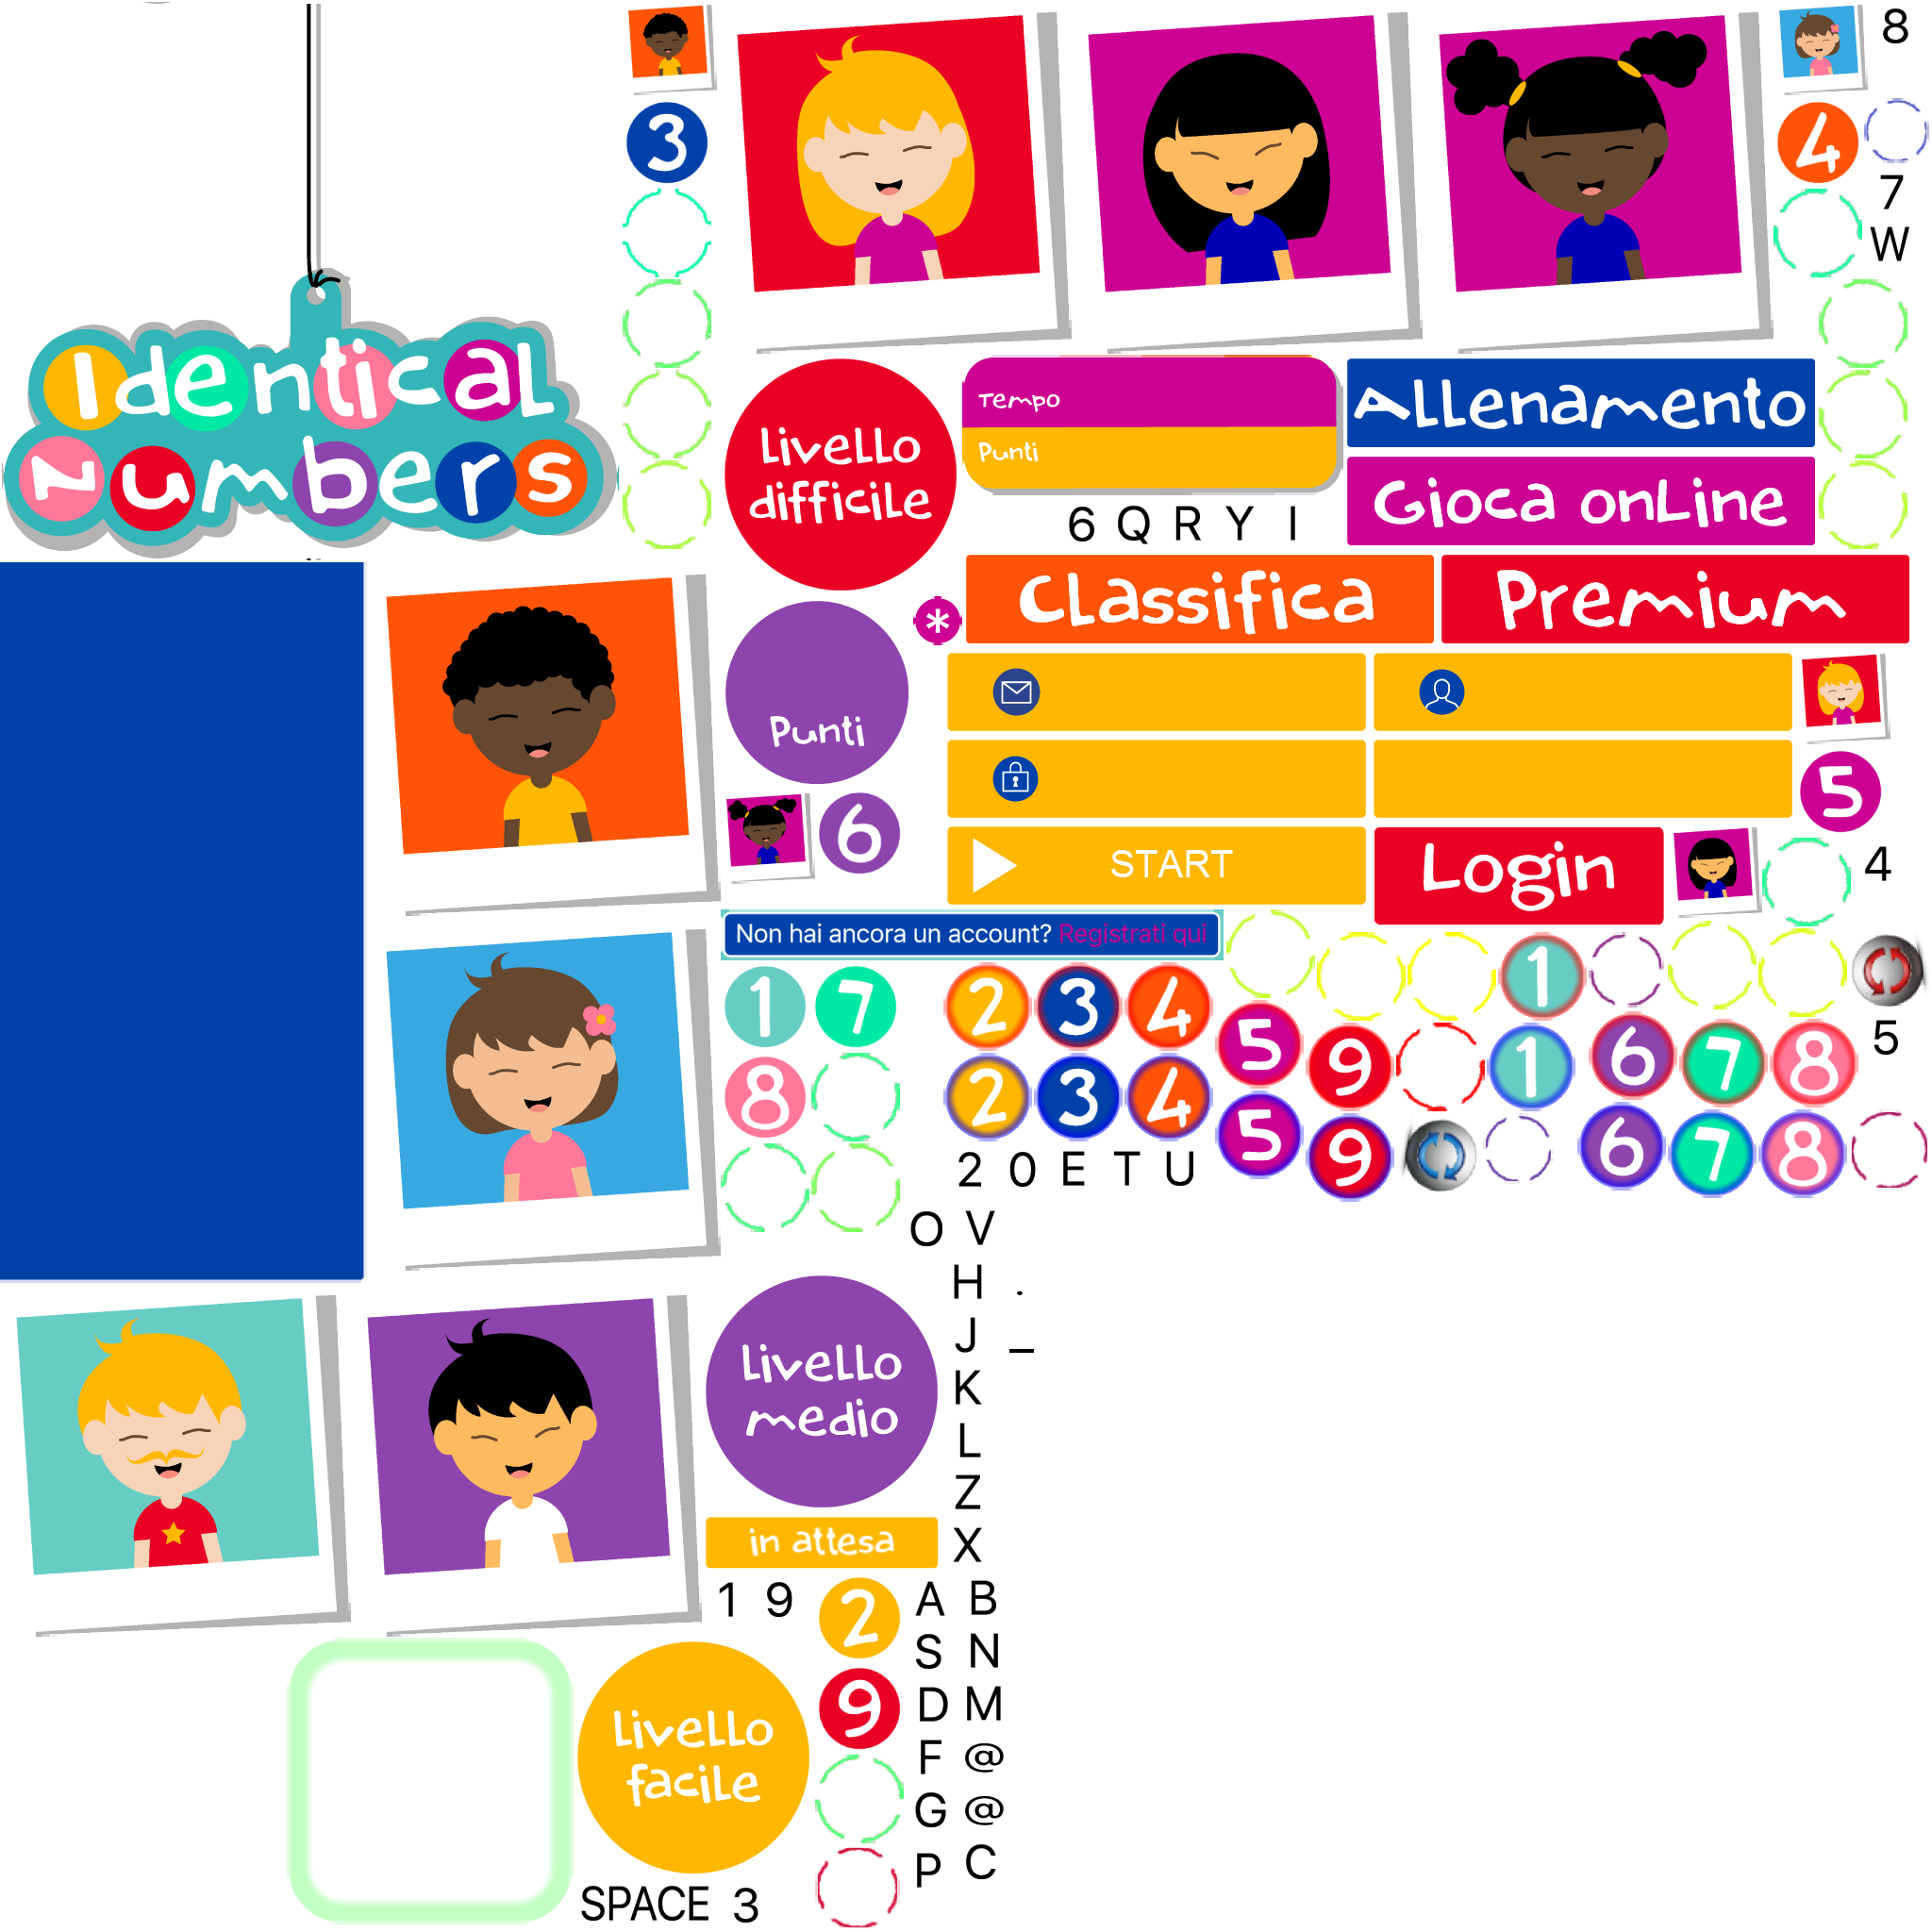 Identical
Numbers
3
8
4
7
W
Livello
difficile
Tempo
Punti
6 Q R Y I
Allenamento
Gioca online
*
Classifica
Premium
Punti
6
START
Login
5
4
Non hai ancora un account? Registrati qui
1 7
8
2 3 4
5 9
1
1 6 7 8
5
2 3 4
5 9
6 7 8
2 0 E T U
O V
H .
J _
K
L
Z
X
Livello
medio
in attesa
1 9
2
9
A B
S N
D M
F @
G @
P C
Livello
facile
SPACE 3